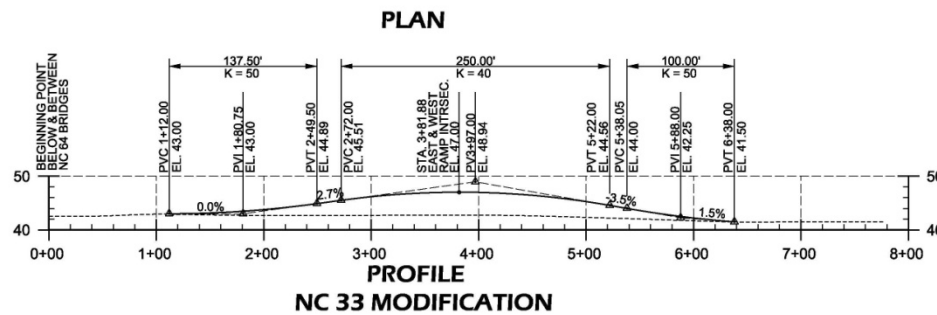 PLAN
137.50'
K = 50
250.00'
K = 40
100.00'
K = 50
BEGINNING POINT
BELOW & BETWEEN
NC 64 BRIDGES
PVC 1+12.00
EL. 43.00
PVI 1+80.75
EL. 43.00
PVT 2+49.50
EL. 44.89
PVC 2+72.00
EL. 45.51
STA. 3+81.88
EAST & WEST
RAMP INTRSEC.
EL. 47.00
PV3+97.00
EL. 48.94
PVT 5+22.00
EL. 44.56
PVC 5+38.05
EL. 44.00
PVI 5+88.00
EL. 42.25
PVT 6+38.00
EL. 41.50
50
50
0.0%
2.7%
-3.5%
1.5%
40
40
0+00
1+00
2+00
3+00
4+00
5+00
6+00
7+00
8+00
PROFILE
NC 33 MODIFICATION